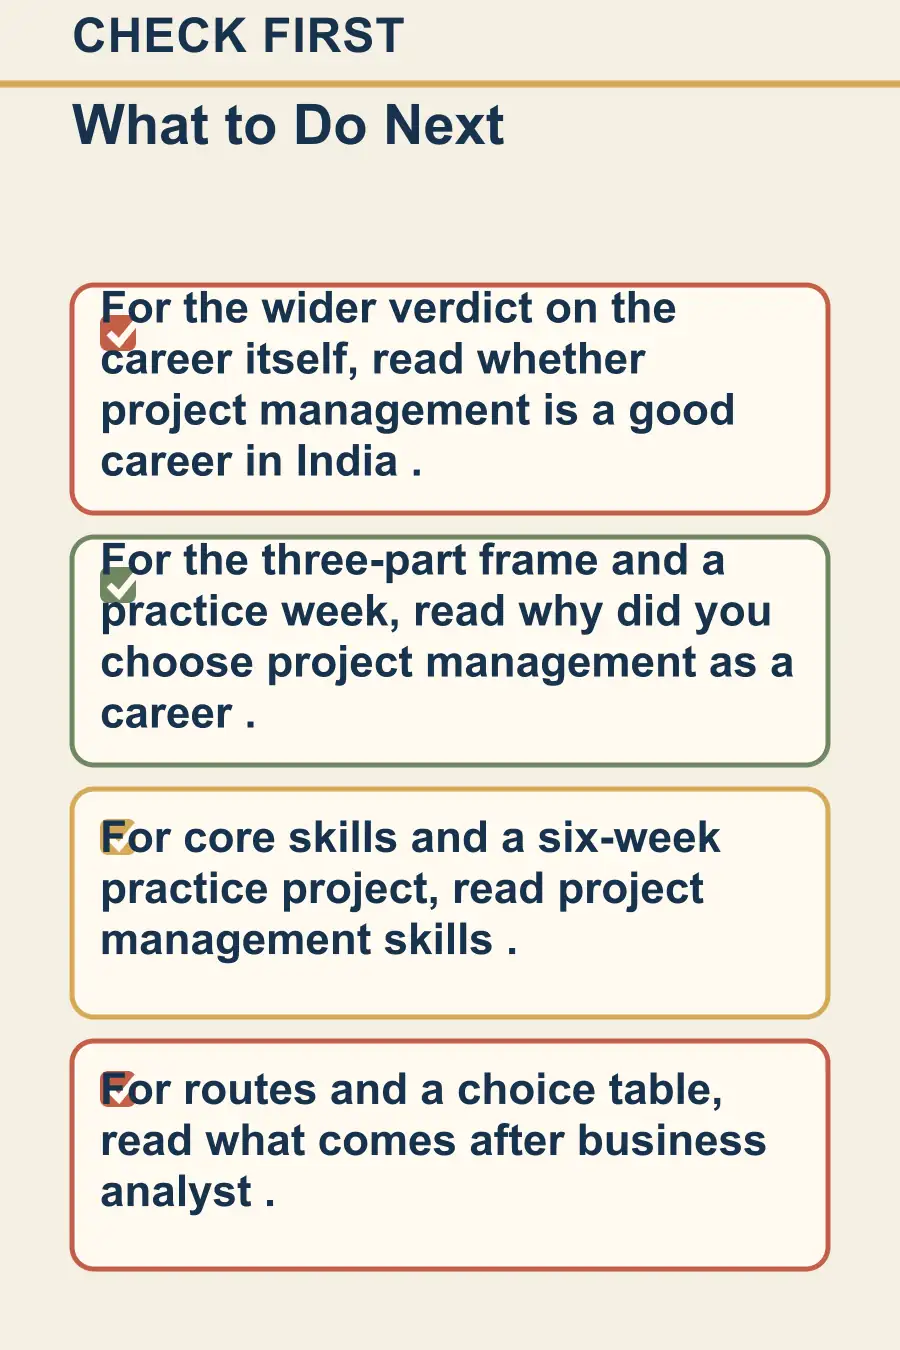 CHECK FIRST
What to Do Next
For the wider verdict on the
career itself, read whether
project management is a good
career in India .
For the three-part frame and a
practice week, read why did you
choose project management as a
career .
For core skills and a six-week
practice project, read project
management skills .
For routes and a choice table,
read what comes after business
analyst .